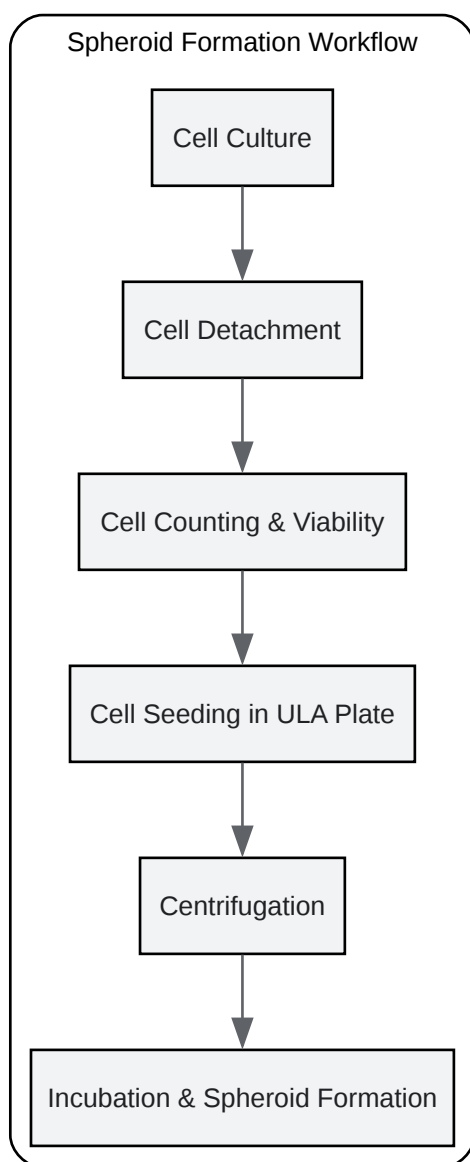 Spheroid Formation Workflow
Cell Culture
Cell Detachment
Cell Counting & Viability
Cell Seeding in ULA Plate
Centrifugation
Incubation & Spheroid Formation